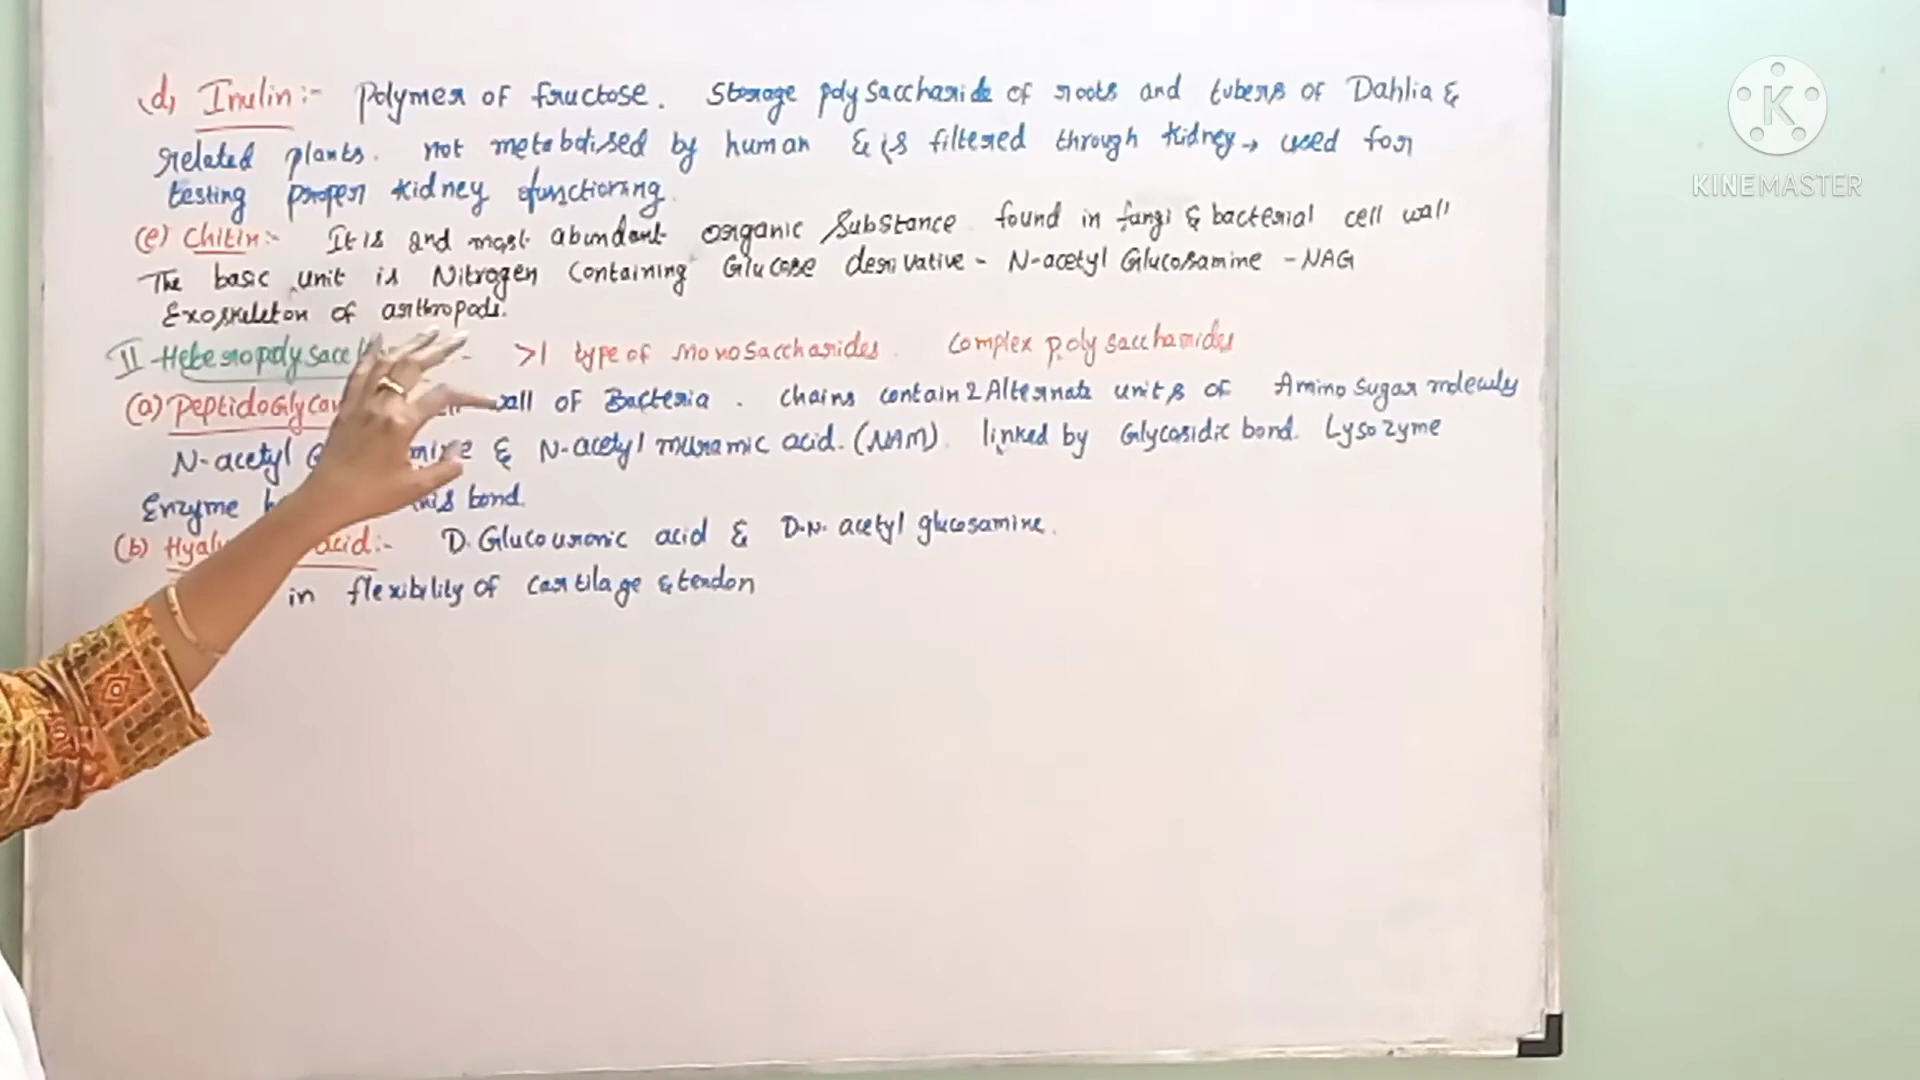 (d) Inulin:- Polymer of fructose. Storage polysaccharide of roots and tubers of Dahlia &
related plants. not metabolised by human & is filtered through kidney → used for
testing proper kidney functioning.
(e) Chitin:- It is 2nd most abundant organic substance. found in fungi & bacterial cell wall
The basic unit is Nitrogen containing Glucose derivative - N-acetyl Glucosamine - NAG
Exoskeleton of arthropods.
II Heteropolysacc - >1 type of monosaccharides. Complex polysaccharides
(a) Peptidoglycan wall of Bacteria. Chains contain 2 Alternate units of Amino sugar molecules
N-acetyl & N-acetyl muramic acid. (NAM). linked by Glycosidic bond. Lysozyme
Enzyme this bond.
(b) acid:- D. Glucouronic acid & D.N. acetyl glucosamine.
in flexibility of cartilage & tendon
K
KINEMASTER